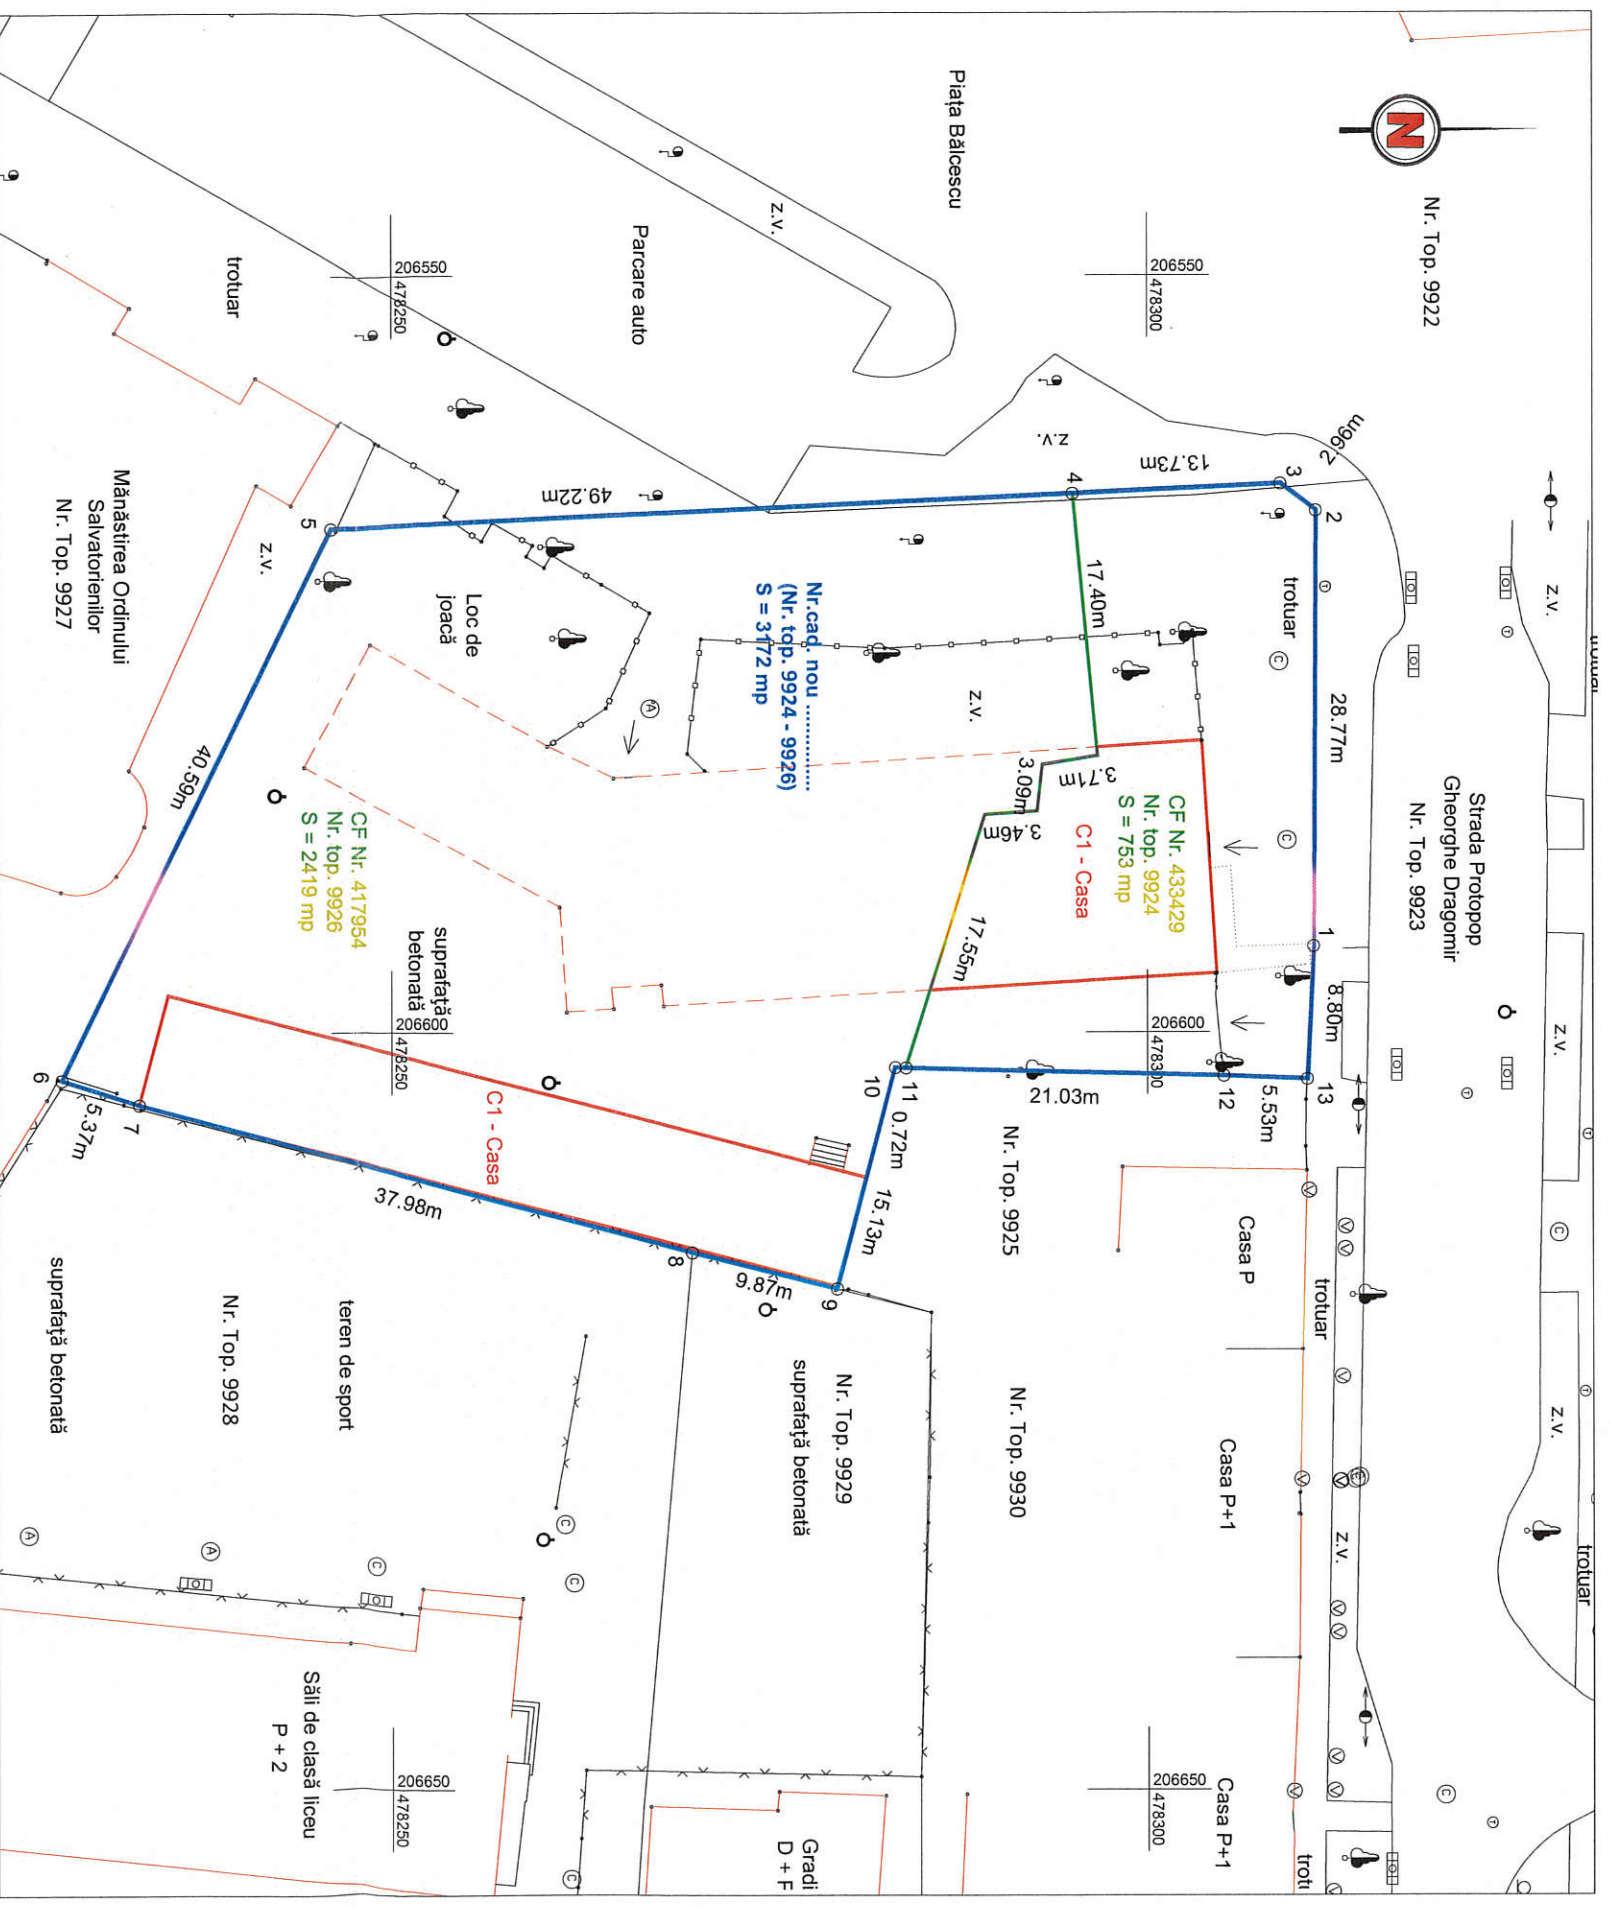 N
Nr. Top. 9922
Piața Bălcescu
z.v.
Parcare auto
trotuar
206550
478250
206550
478300
z.v.
2.96m
13.73m
49.22m
3
2
4
5
z.v.
Mănăstirea Ordinului
Salvatorienilor
Nr. Top. 9927
Loc de
joacă
Nr.cad. nou ..............
(Nr. top. 9924 - 9926)
S = 3172 mp
17.40m
trotuar
28.77m
z.v.
3.71m
3.09m
3.46m
17.55m
CF Nr. 433429
Nr. top. 9924
S = 753 mp
C1 - Casa
Strada Protopop
Gheorghe Dragomir
Nr. Top. 9923
z.v.
z.v.
z.v.
trotuar
40.59m
CF Nr. 417954
Nr. top. 9926
S = 2419 mp
suprafață
betonată
206600
478250
206600
478300
1
8.80m
13
12
5.53m
21.03m
11
10
0.72m
15.13m
C1 - Casa
6
5.37m
7
37.98m
8
9.87m
9
Nr. Top. 9925
Casa P
trotuar
Casa P+1
z.v.
Nr. Top. 9930
Nr. Top. 9929
suprafață betonată
teren de sport
Nr. Top. 9928
suprafață betonată
Săli de clasă liceu
P + 2
206650
478250
206650
478300
Casa P+1
Gradi
D + F
troti